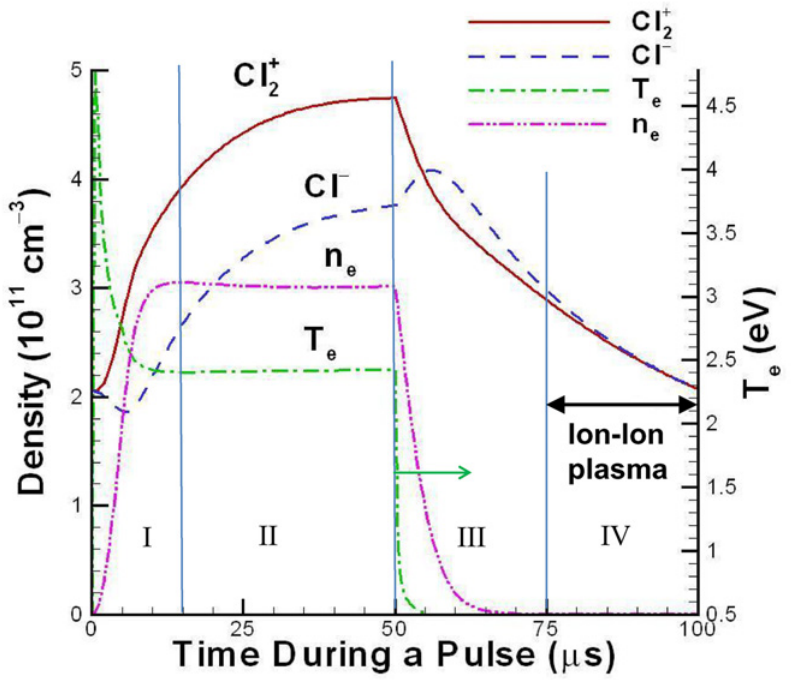 Cl₂⁺
Cl⁻
Tₑ
nₑ
5
4
3
2
1
0
Density (10¹¹ cm⁻³)
Cl₂⁺
Cl⁻
nₑ
Tₑ
I
II
III
IV
Ion-Ion
plasma
4.5
4
3.5
3
2.5
2
1.5
1
0.5
Tₑ (eV)
0
25
50
75
100
Time During a Pulse (μs)